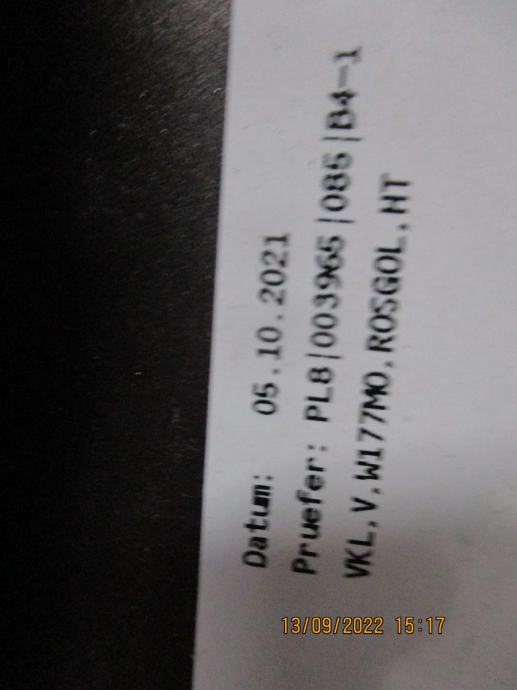 Datum: 05.10.2021
Pruefer: PL8|003965|085|B4-1
VKL,V,W177MO,ROSGOL,HT
13/09/2022 15:17